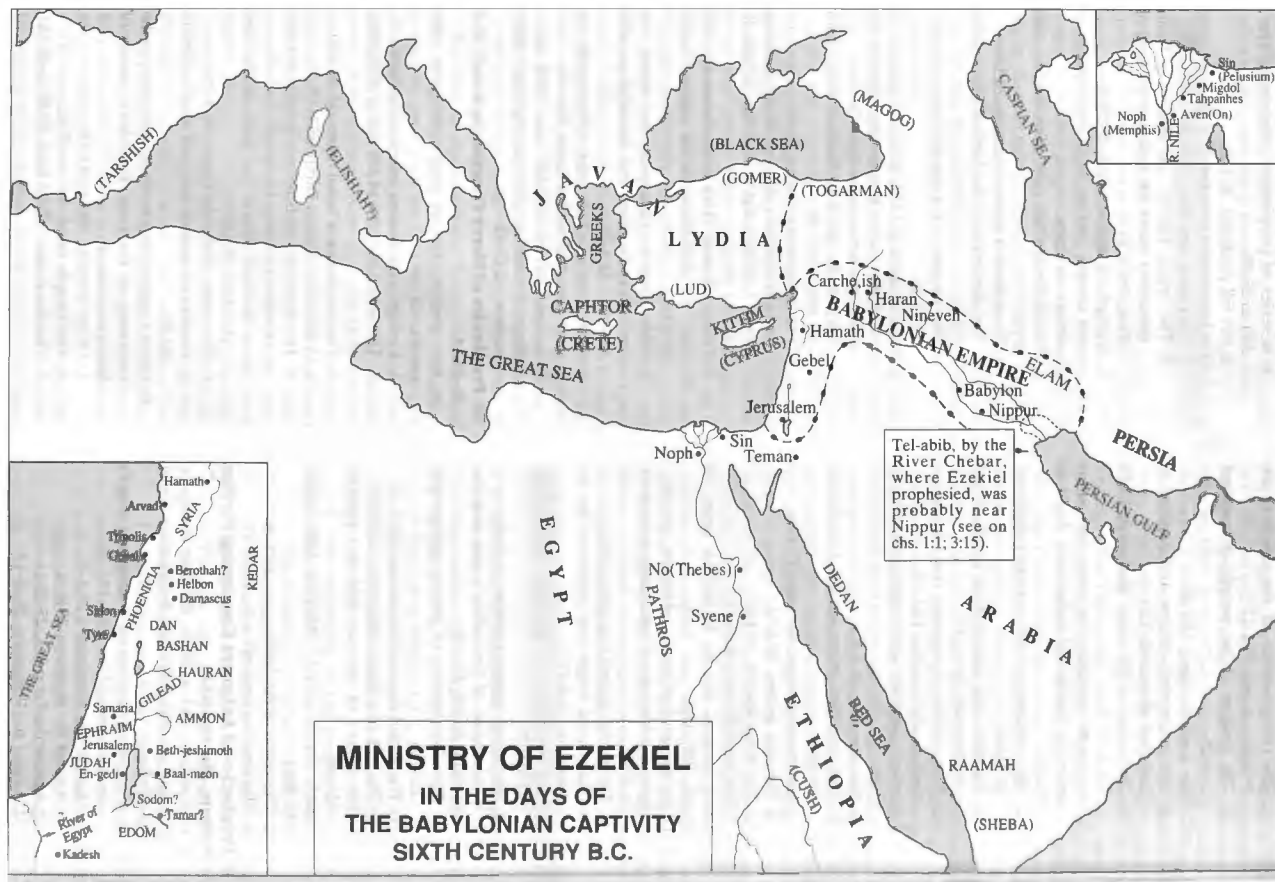 (TARSHISH)
(ELISHAH?)
JAVAN
GREEKS
(BLACK SEA)
(MAGOG)
(GOMER)
(TOGARMAN)
CASPIAN SEA
LYDIA
(LUD)
CAPHTOR
(CRETE)
KITTIM
(CYPRUS)
THE GREAT SEA
Haran
Nineveh
BABYLONIAN EMPIRE
ELAM
Hamath
Gebel
Babylon
Nippur
Jerusalem
Sin
Noph
Teman
PERSIA
PERSIAN GULF
Tel-abib, by the
River Chebar,
where Ezekiel
prophesied, was
probably near
Nippur (see on
chs. 1:1; 3:15).
EGYPT
No(Thebes)
PATHROS
Syene
DEDAN
ARABIA
ETHIOPIA
(CUSH)
RED SEA
RAAMAH
(SHEBA)
Sin
(Pelusium)
Migdol
Tahpanhes
Aven(On)
Noph
(Memphis)
R. NILE
Hamath
Arvad
SYRIA
Tripolis
Berothah?
Helbon
Damascus
KEDAR
PHOENICIA
Sidon
Tyre
DAN
BASHAN
HAURAN
GILEAD
THE GREAT SEA
Samaria
EPHRAIM
AMMON
Jerusalem
Beth-jeshimoth
JUDAH
En-gedi
Baal-meon
Sodom?
Tamar?
River of
Egypt
EDOM
Kadesh
MINISTRY OF EZEKIEL
IN THE DAYS OF
THE BABYLONIAN CAPTIVITY
SIXTH CENTURY B.C.